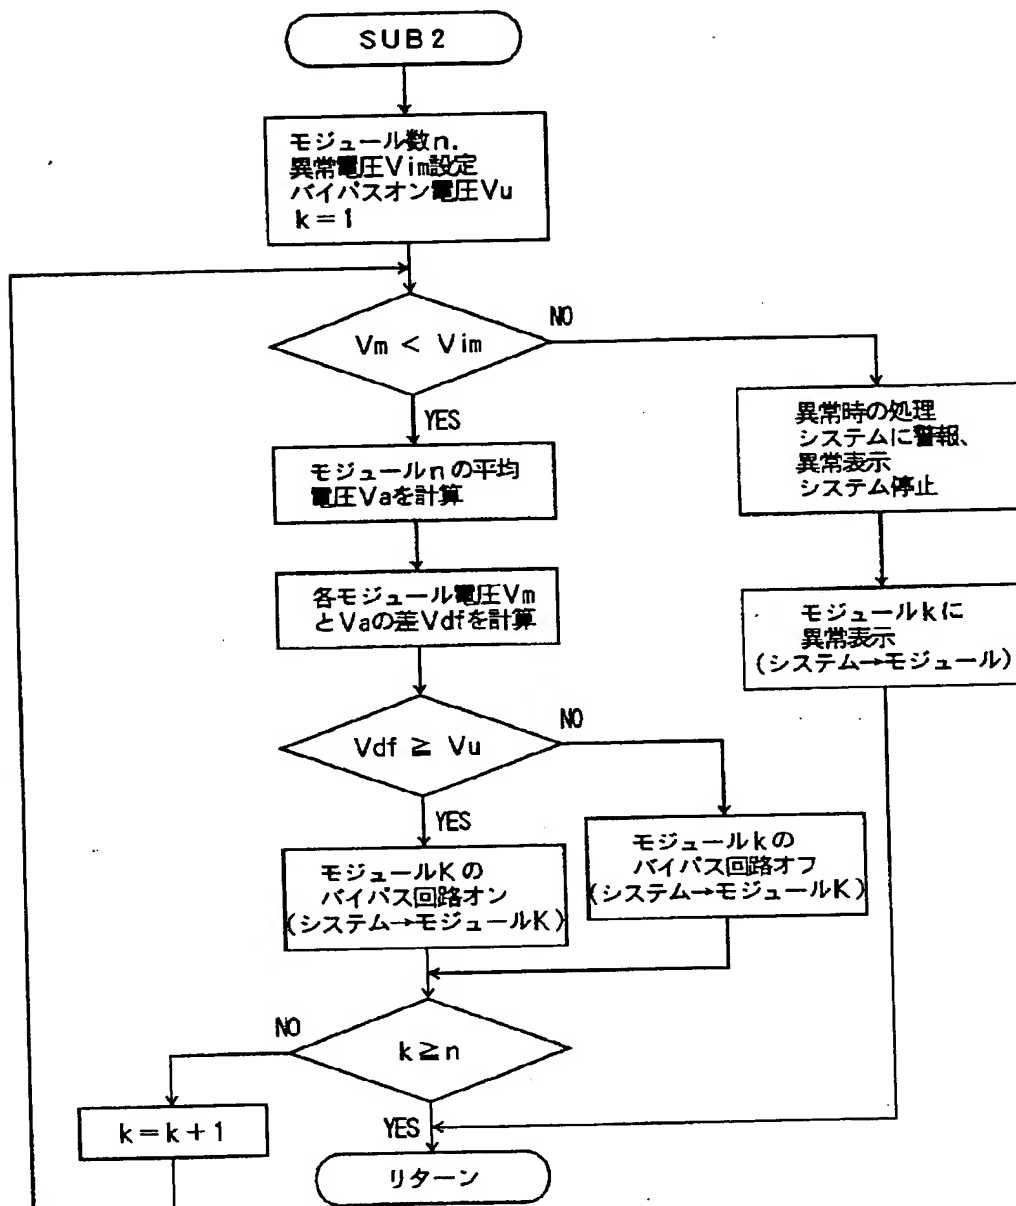 SUB2
モジュール数n.
異常電圧Vim設定
バイパスオン電圧Vu
k=1
Vm < Vim
NO
YES
異常時の処理
システムに警報、
異常表示
システム停止
モジュールnの平均
電圧Vaを計算
各モジュール電圧Vm
とVaの差Vdfを計算
モジュールkに
異常表示
(システム→モジュール)
Vdf ≧ Vu
NO
YES
モジュールKの
バイパス回路オン
(システム→モジュールK)
モジュールkの
バイパス回路オフ
(システム→モジュールK)
k≧n
NO
YES
k=k+1
リターン